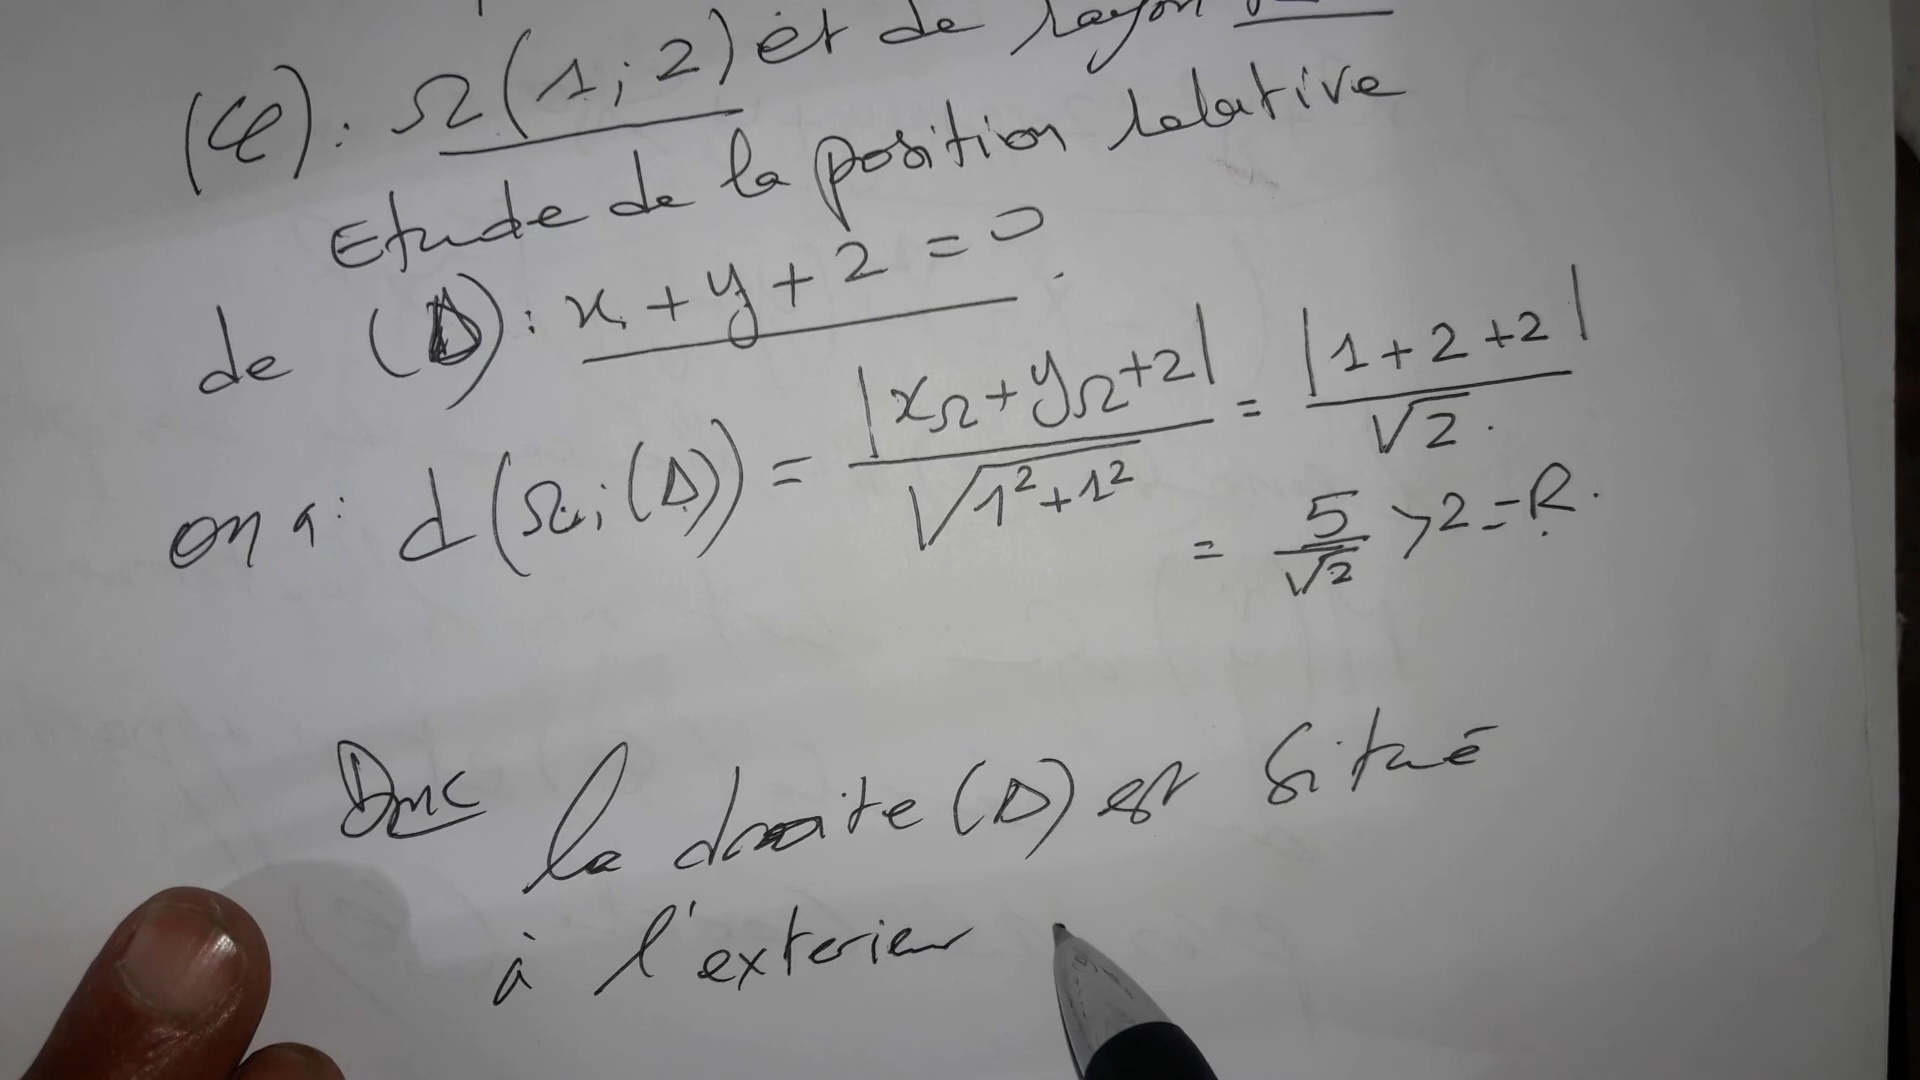 (C): Ω(1; 2) et de rayon
Etude de la position relative
de (Δ): x + y + 2 = 0.
on a: d(Ω; (Δ)) = |xΩ + yΩ + 2| / √1² + 1² = |1 + 2 + 2| / √2.
= 5/√2 > 2 = R.
Donc la droite (Δ) est situé
à l'exterieur